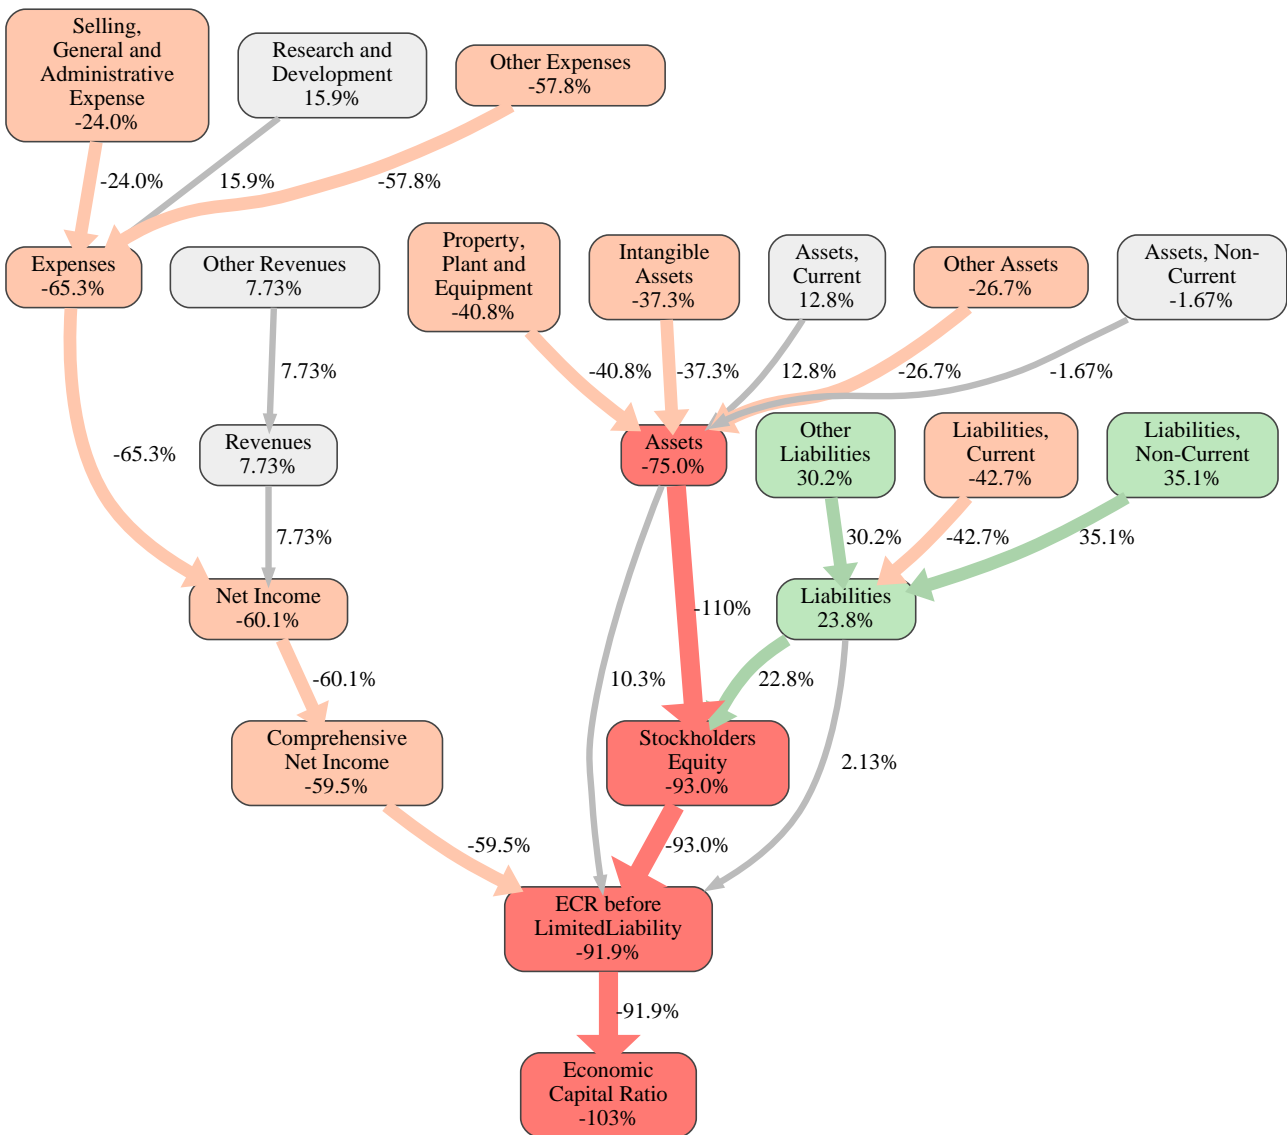 Selling,
General and
Administrative
Expense
-24.0%
Research and
Development
15.9%
Other Expenses
-57.8%
-24.0%
15.9%
-57.8%
Expenses
-65.3%
Other Revenues
7.73%
Property,
Plant and
Equipment
-40.8%
Intangible
Assets
-37.3%
Assets,
Current
12.8%
Other Assets
-26.7%
Assets, Non-
Current
-1.67%
7.73%
-40.8%
-37.3%
12.8%
-26.7%
-1.67%
-65.3%
Revenues
7.73%
Assets
-75.0%
Other
Liabilities
30.2%
Liabilities,
Current
-42.7%
Liabilities,
Non-Current
35.1%
7.73%
30.2%
-42.7%
35.1%
Net Income
-60.1%
-110%
Liabilities
23.8%
-60.1%
10.3%
22.8%
Comprehensive
Net Income
-59.5%
Stockholders
Equity
-93.0%
2.13%
-59.5%
-93.0%
ECR before
LimitedLiability
-91.9%
-91.9%
Economic
Capital Ratio
-103%